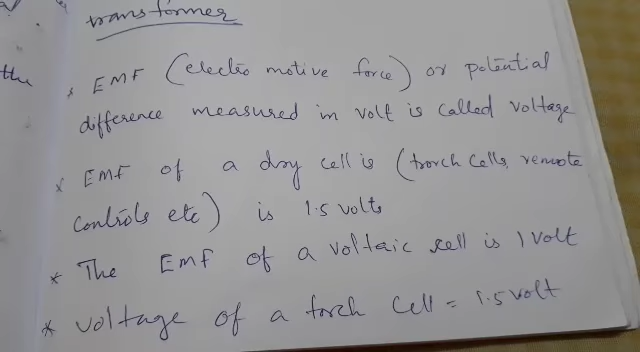 transformer
the
* EMF (electro motive force) or potential
difference measured in volt is called voltage
* EMF of a dry cell is (torch cells, remote
controls etc) is 1.5 volts
* The EMF of a voltaic cell is 1 volt
* voltage of a torch cell = 1.5 volt